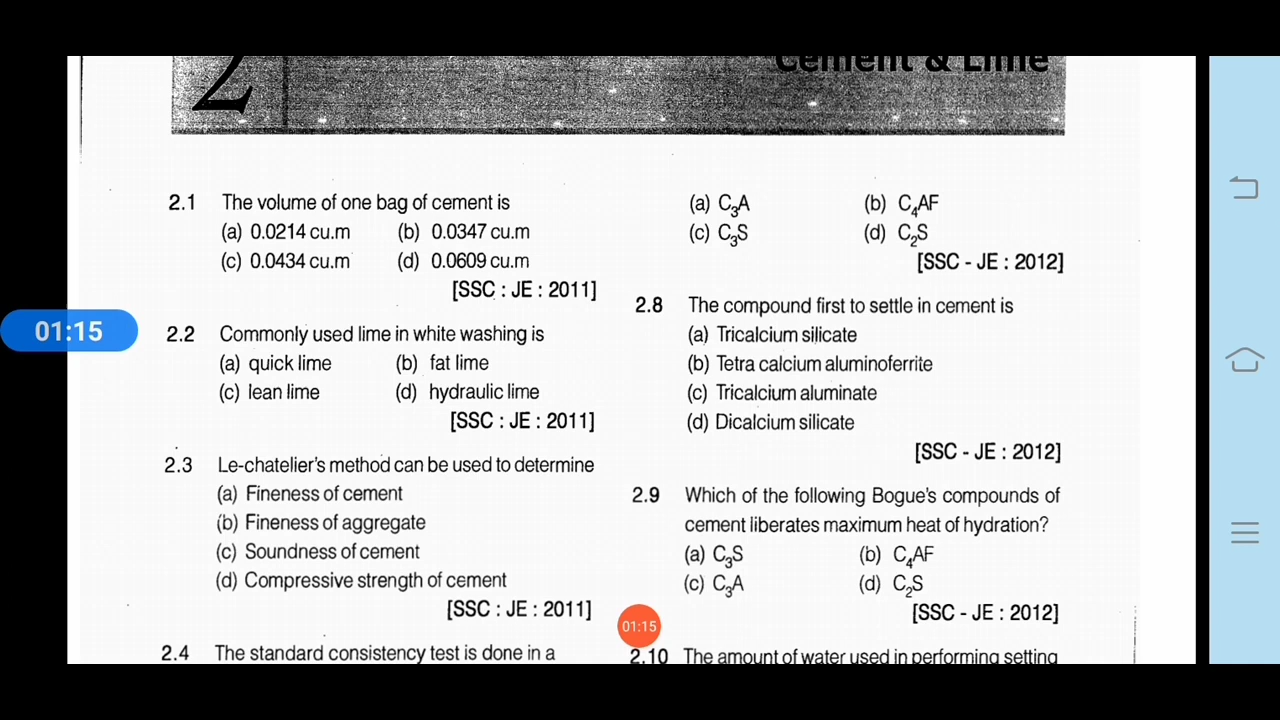 2
Cement & Lime
2.1 The volume of one bag of cement is
(a) 0.0214 cu.m (b) 0.0347 cu.m
(c) 0.0434 cu.m (d) 0.0609 cu.m
[SSC : JE : 2011]
2.2 Commonly used lime in white washing is
(a) quick lime (b) fat lime
(c) lean lime (d) hydraulic lime
[SSC : JE : 2011]
2.3 Le-chatelier's method can be used to determine
(a) Fineness of cement
(b) Fineness of aggregate
(c) Soundness of cement
(d) Compressive strength of cement
[SSC : JE : 2011]
2.4 The standard consistency test is done in a
(a) C₃A (b) C₄AF
(c) C₃S (d) C₂S
[SSC - JE : 2012]
2.8 The compound first to settle in cement is
(a) Tricalcium silicate
(b) Tetra calcium aluminoferrite
(c) Tricalcium aluminate
(d) Dicalcium silicate
[SSC - JE : 2012]
2.9 Which of the following Bogue's compounds of
cement liberates maximum heat of hydration?
(a) C₃S (b) C₄AF
(c) C₃A (d) C₂S
[SSC - JE : 2012]
2.10 The amount of water used in performing setting
01:15
01:15